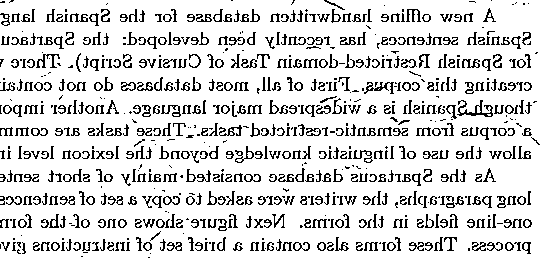 A new offline handwritten database for the Spanish lang
Spanish sentences, has recently been developed: the Spartacu
for Spanish Restricted-domain Task of Cursive Script). There w
creating this corpus. First of all, most databases do not contai
though Spanish is a widespread major language. Another impor
a corpus from semantic-restricted tasks. These tasks are comm
allow the use of linguistic knowledge beyond the lexicon level in
As the Spartacus database consisted mainly of short sente
long paragraphs, the writers were asked to copy a set of sentences
one-line fields in the forms. Next figure shows one of the form
process. These forms also contain a brief set of instructions give